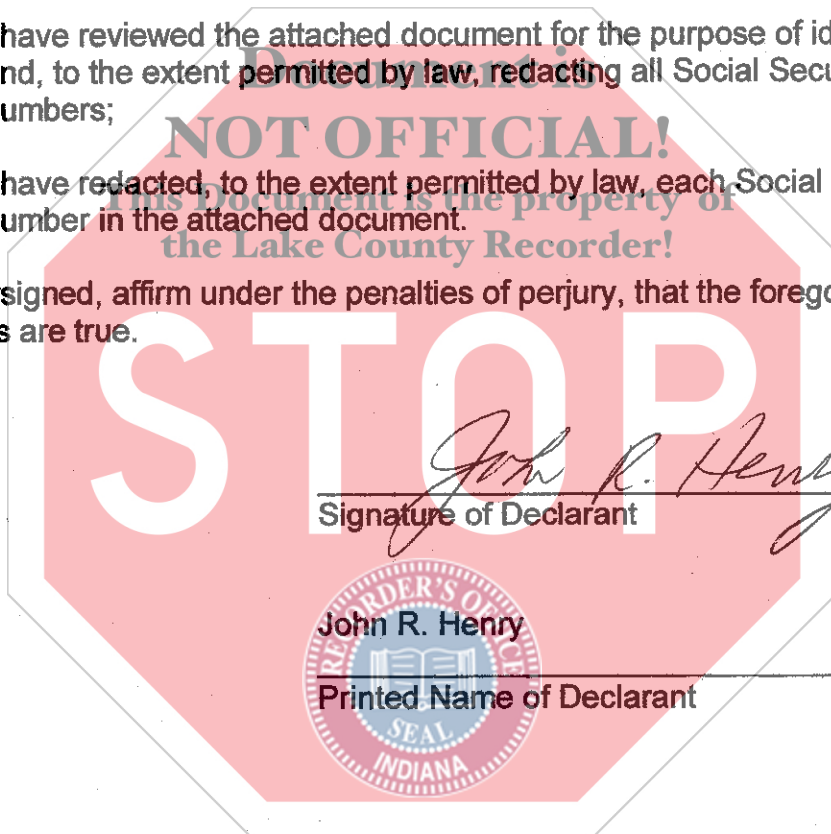 have reviewed the attached document for the purpose of id
nd, to the extent permitted by law, redacting all Social Secu
umbers;
Document is
NOT OFFICIAL!
have redacted, to the extent permitted by law, each Social
umber in the attached document.
This Document is the property of
the Lake County Recorder!
signed, affirm under the penalties of perjury, that the forego
s are true.
STOP
John R. Henry
Signature of Declarant
RECORDER'S OFFICE
John R. Henry
Printed Name of Declarant
SEAL
INDIANA